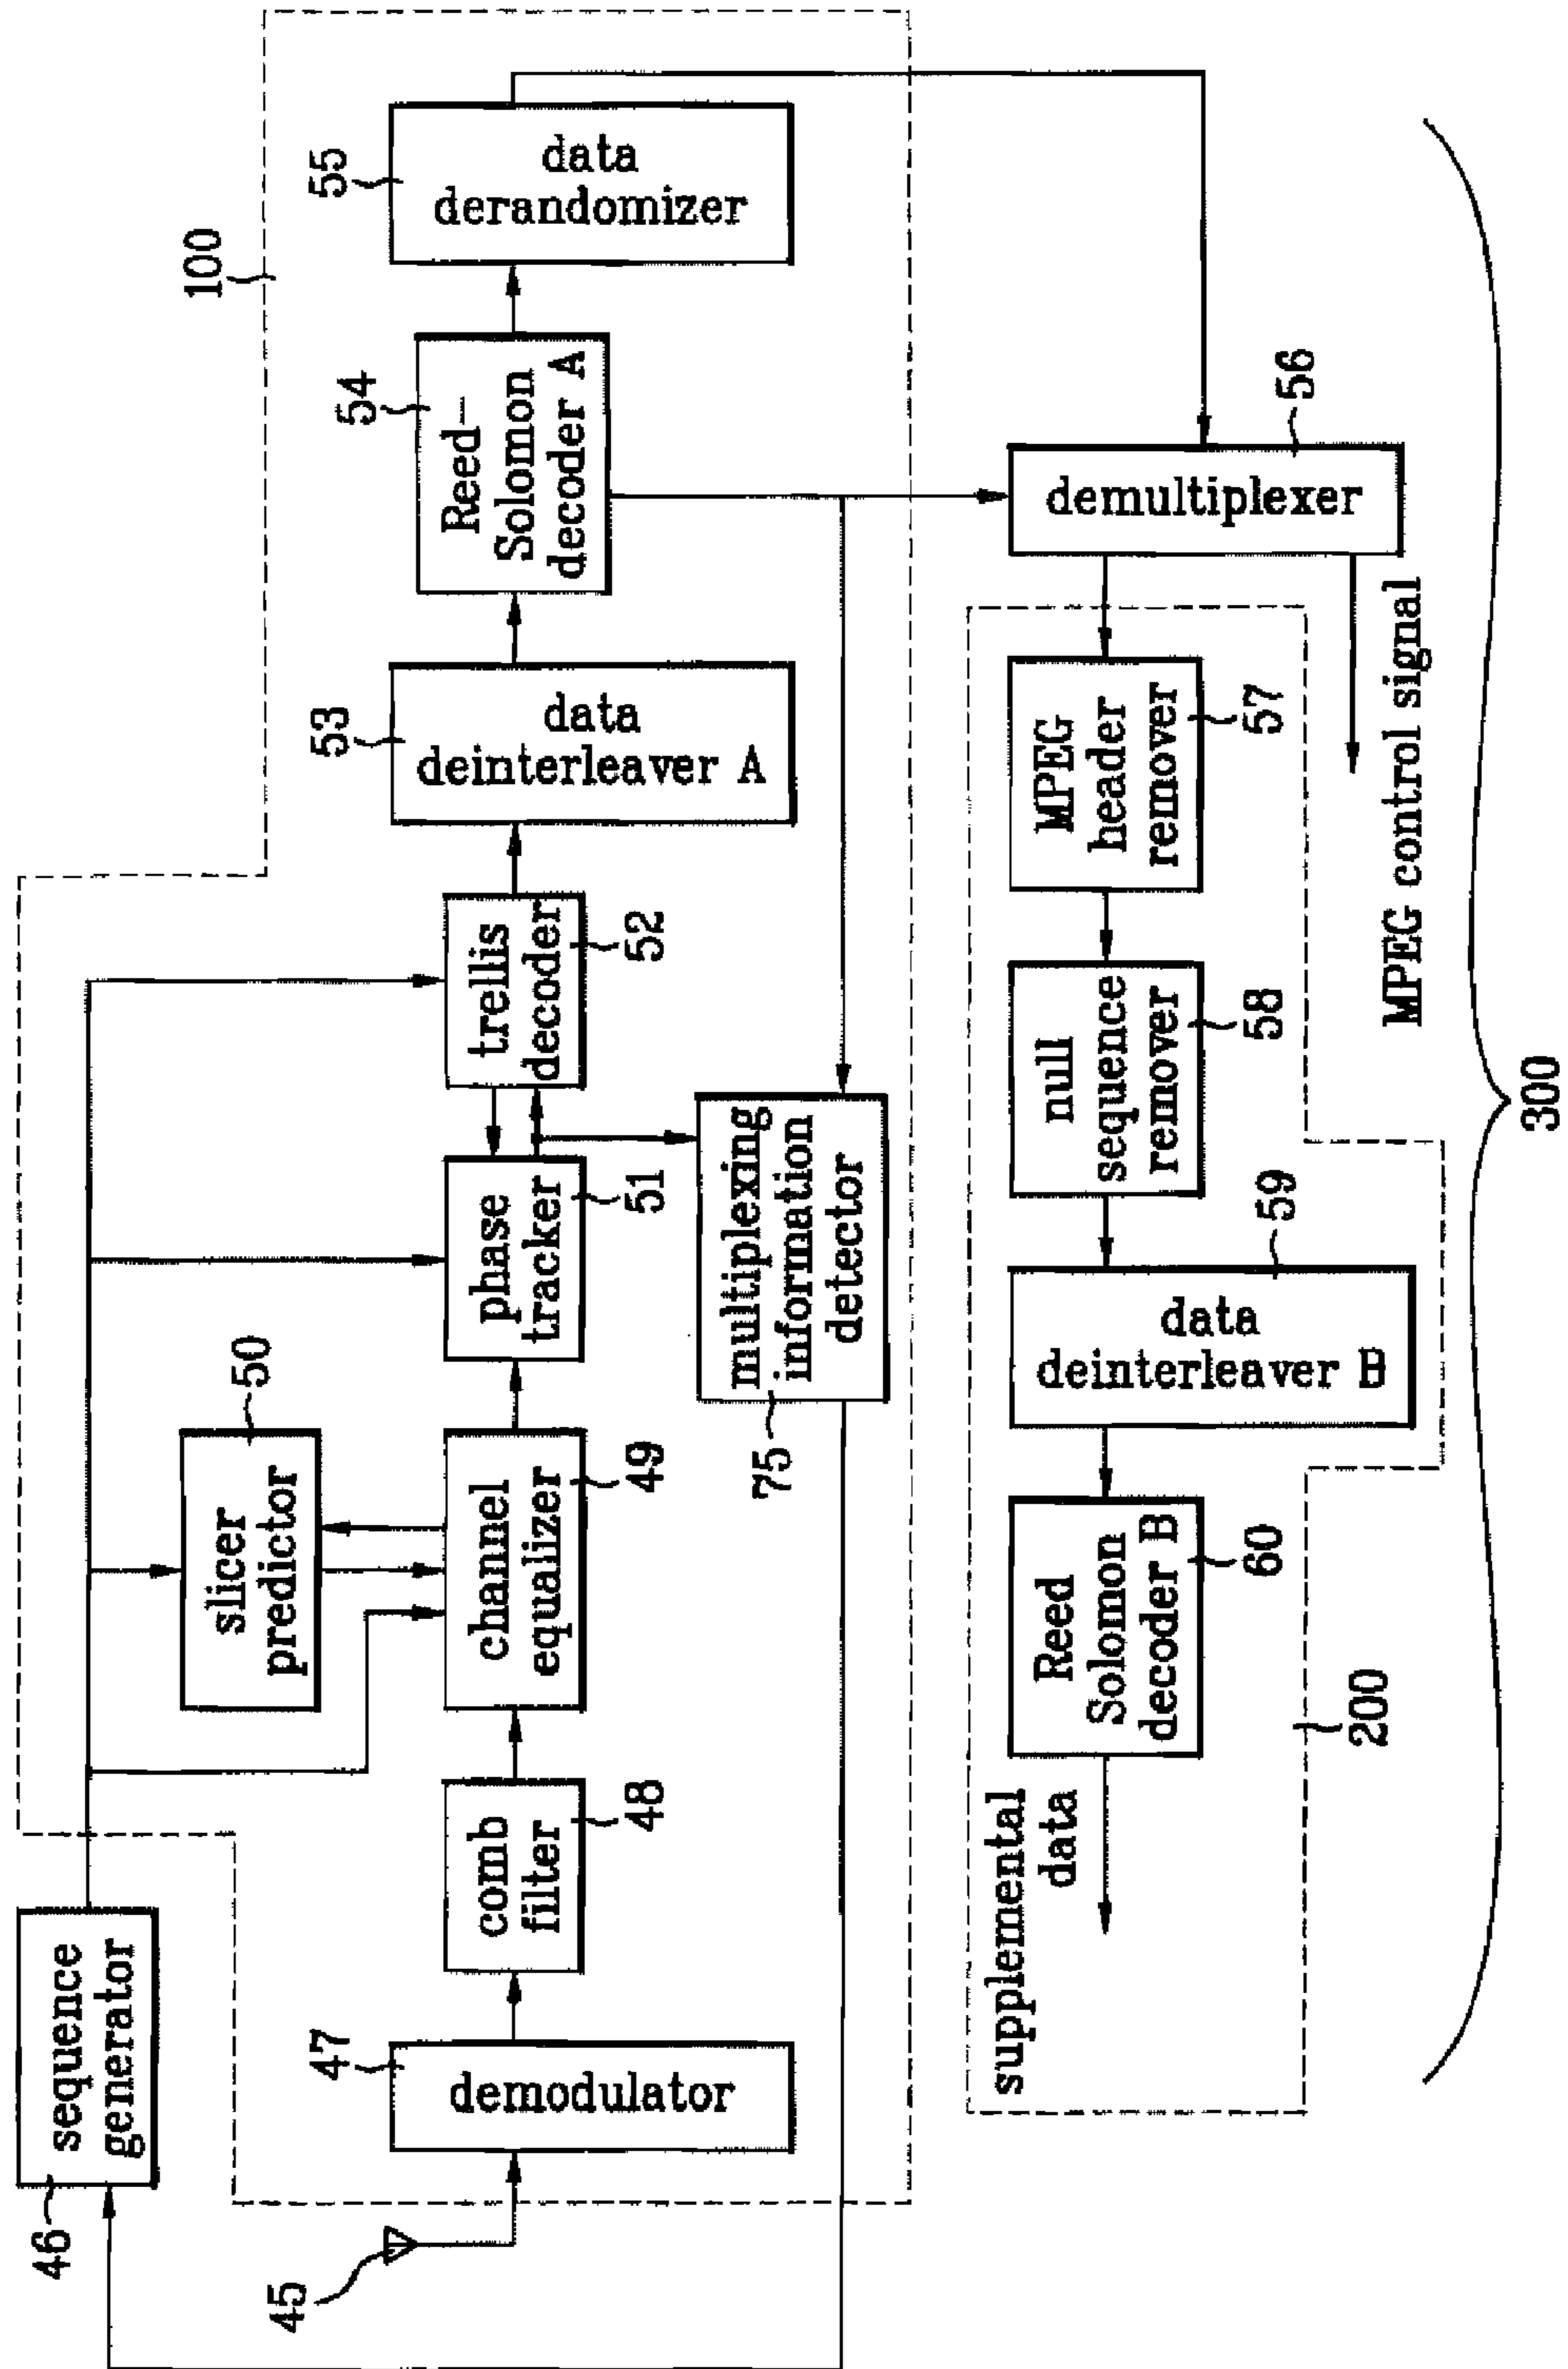 46
sequence
generator
100
slicer
predictor
50
45
47
demodulator
comb
filter
48
channel
equalizer
49
phase
tracker
51
trellis
decoder
52
53
data
deinterleaver A
54
Reed-
Solomon
decoder A
55
data
derandomizer
75
multiplexing
information
detector
supplemental
data
Reed
Solomon
decoder B
60
data
deinterleaver B
59
null
sequence
remover
58
MPEG
header
remover
57
demultiplexer
56
200
MPEG control signal
300